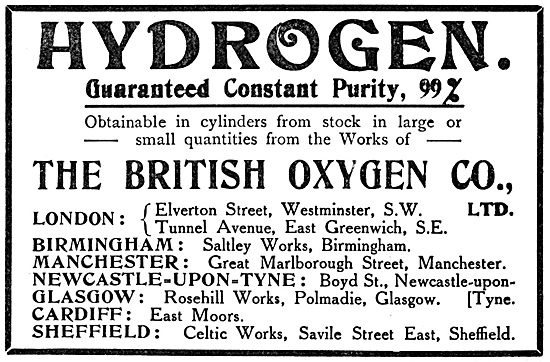 HYDROGEN.
Guaranteed Constant Purity, 99%
Obtainable in cylinders from stock in large or
small quantities from the Works of
THE BRITISH OXYGEN CO.,
LTD.
LONDON: { Elverton Street, Westminster, S.W.
Tunnel Avenue, East Greenwich, S.E.
BIRMINGHAM: Saltley Works, Birmingham.
MANCHESTER: Great Marlborough Street, Manchester.
NEWCASTLE-UPON-TYNE: Boyd St., Newcastle-upon-
GLASGOW: Rosehill Works, Polmadie, Glasgow. [Tyne.
CARDIFF: East Moors.
SHEFFIELD: Celtic Works, Savile Street East, Sheffield.